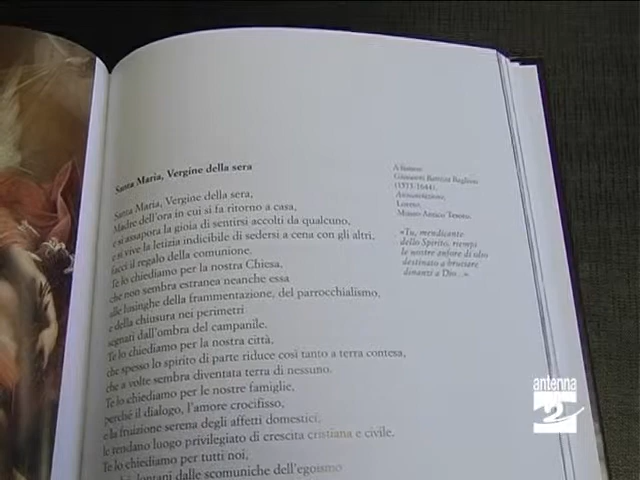 Santa Maria, Vergine della sera
Santa Maria, Vergine della sera,
Madre dell'ora in cui si fa ritorno a casa,
e si assapora la gioia di sentirsi accolti da qualcuno,
e si vive la letizia indicibile di sedersi a cena con gli altri,
facci il regalo della comunione.
Te lo chiediamo per la nostra Chiesa,
che non sembra estranea neanche essa
alle lusinghe della frammentazione, del parrocchialismo,
e della chiusura nei perimetri
segnati dall'ombra del campanile.
Te lo chiediamo per la nostra città,
che spesso lo spirito di parte riduce così tanto a terra contesa,
che a volte sembra diventata terra di nessuno.
Te lo chiediamo per le nostre famiglie,
perché il dialogo, l'amore crocifisso,
e la fruizione serena degli affetti domestici,
le rendano luogo privilegiato di crescita cristiana e civile.
Te lo chiediamo per tutti noi,
lontani dalle scomuniche dell'egoismo
A fianco:
Giovanni Battista Baglioni
(1573-1644),
Annunciazione,
Loreto,
Museo Antico Tesoro.
«Tu, mendicante
dello Spirito, riempi
le nostre anfore di olio
destinato a bruciare
dinanzi a Dio...»
antenna
2